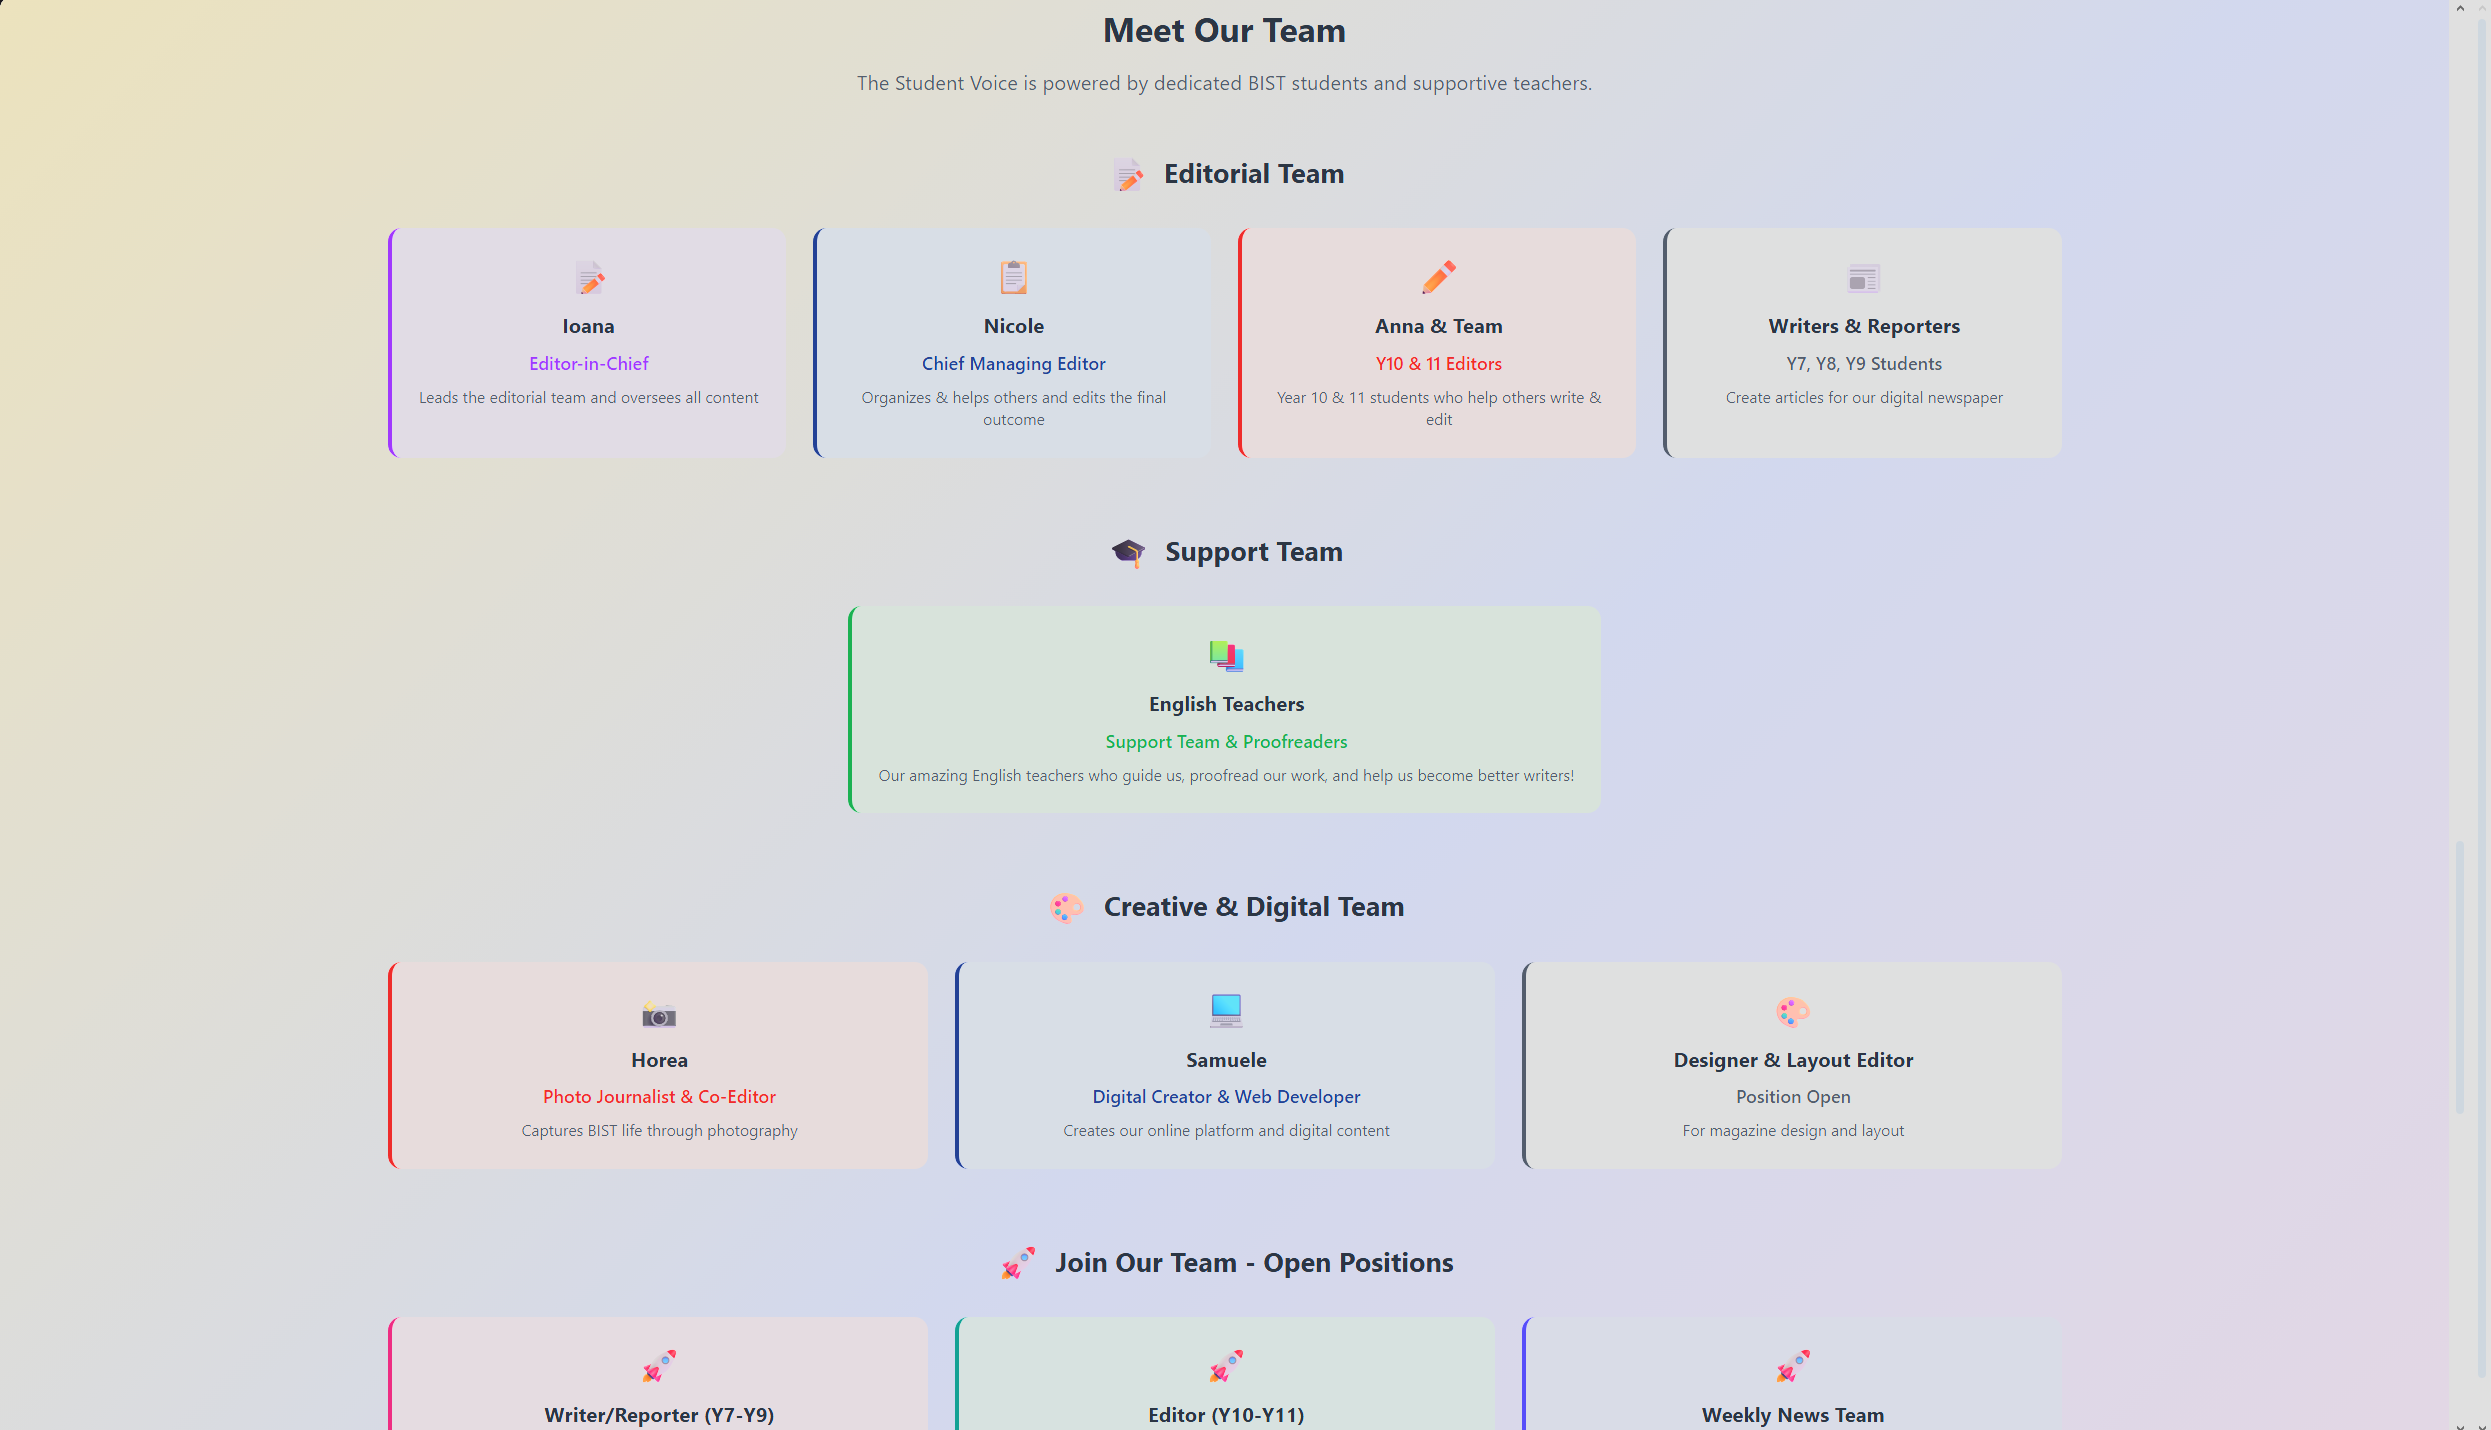 Meet Our Team
The Student Voice is powered by dedicated BIST students and supportive teachers.
Editorial Team
Ioana
Editor-in-Chief
Leads the editorial team and oversees all content
Nicole
Chief Managing Editor
Organizes & helps others and edits the final
outcome
Anna & Team
Y10 & 11 Editors
Year 10 & 11 students who help others write &
edit
Writers & Reporters
Y7, Y8, Y9 Students
Create articles for our digital newspaper
Support Team
English Teachers
Support Team & Proofreaders
Our amazing English teachers who guide us, proofread our work, and help us become better writers!
Creative & Digital Team
Horea
Photo Journalist & Co-Editor
Captures BIST life through photography
Samuele
Digital Creator & Web Developer
Creates our online platform and digital content
Designer & Layout Editor
Position Open
For magazine design and layout
Join Our Team - Open Positions
Writer/Reporter (Y7-Y9)
Editor (Y10-Y11)
Weekly News Team